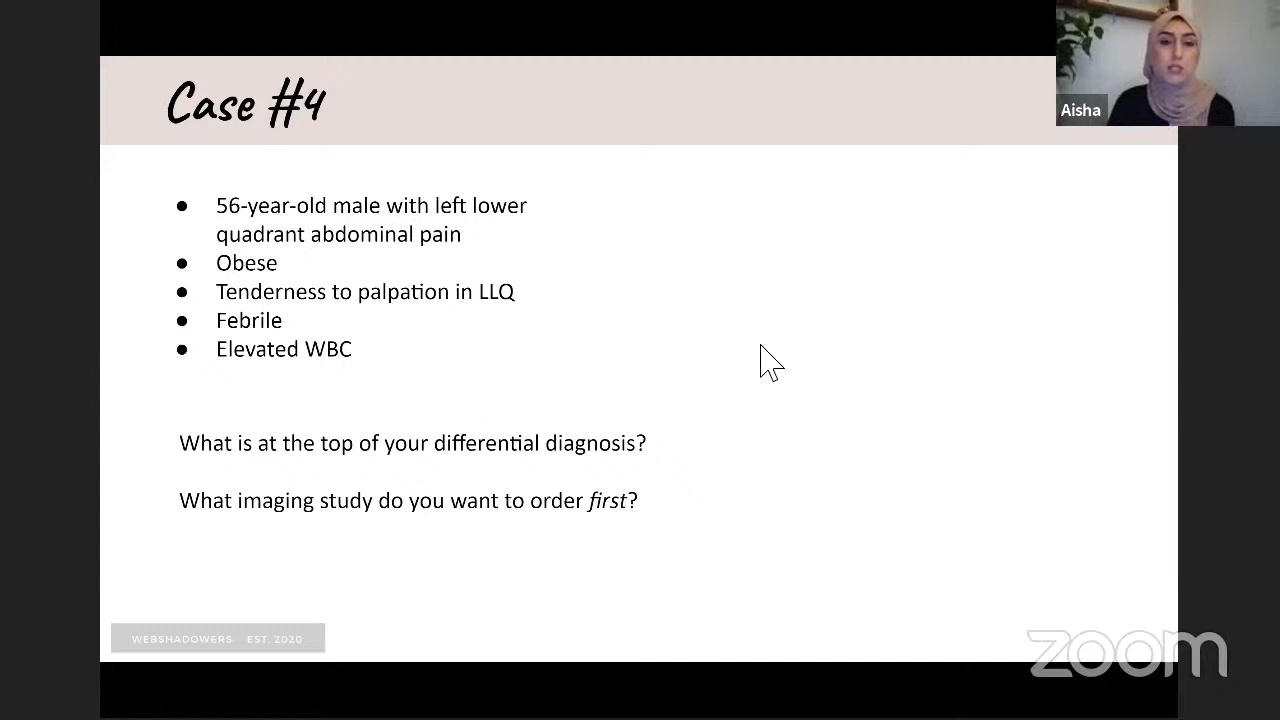 Case #4
Aisha
● 56-year-old male with left lower
quadrant abdominal pain
● Obese
● Tenderness to palpation in LLQ
● Febrile
● Elevated WBC
What is at the top of your differential diagnosis?
What imaging study do you want to order first?
WEBSHADOWERS EST. 2020
zoom